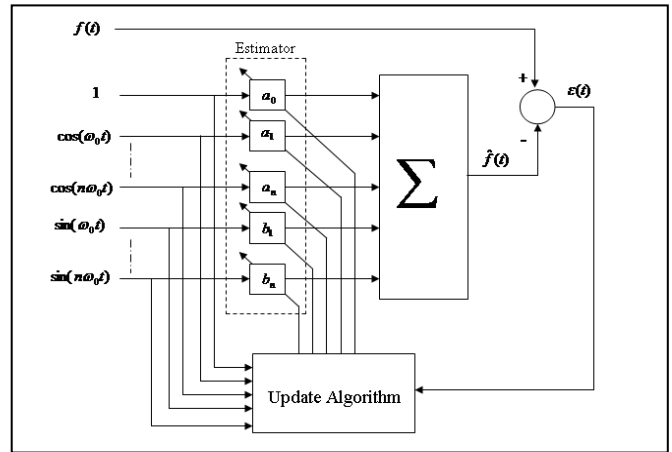 f(t)
Estimator
1
a₀
cos(ω₀t)
a₁
cos(nω₀t)
aₙ
sin(ω₀t)
b₁
sin(nω₀t)
bₙ
Σ
+
-
ε(t)
f̂(t)
Update Algorithm